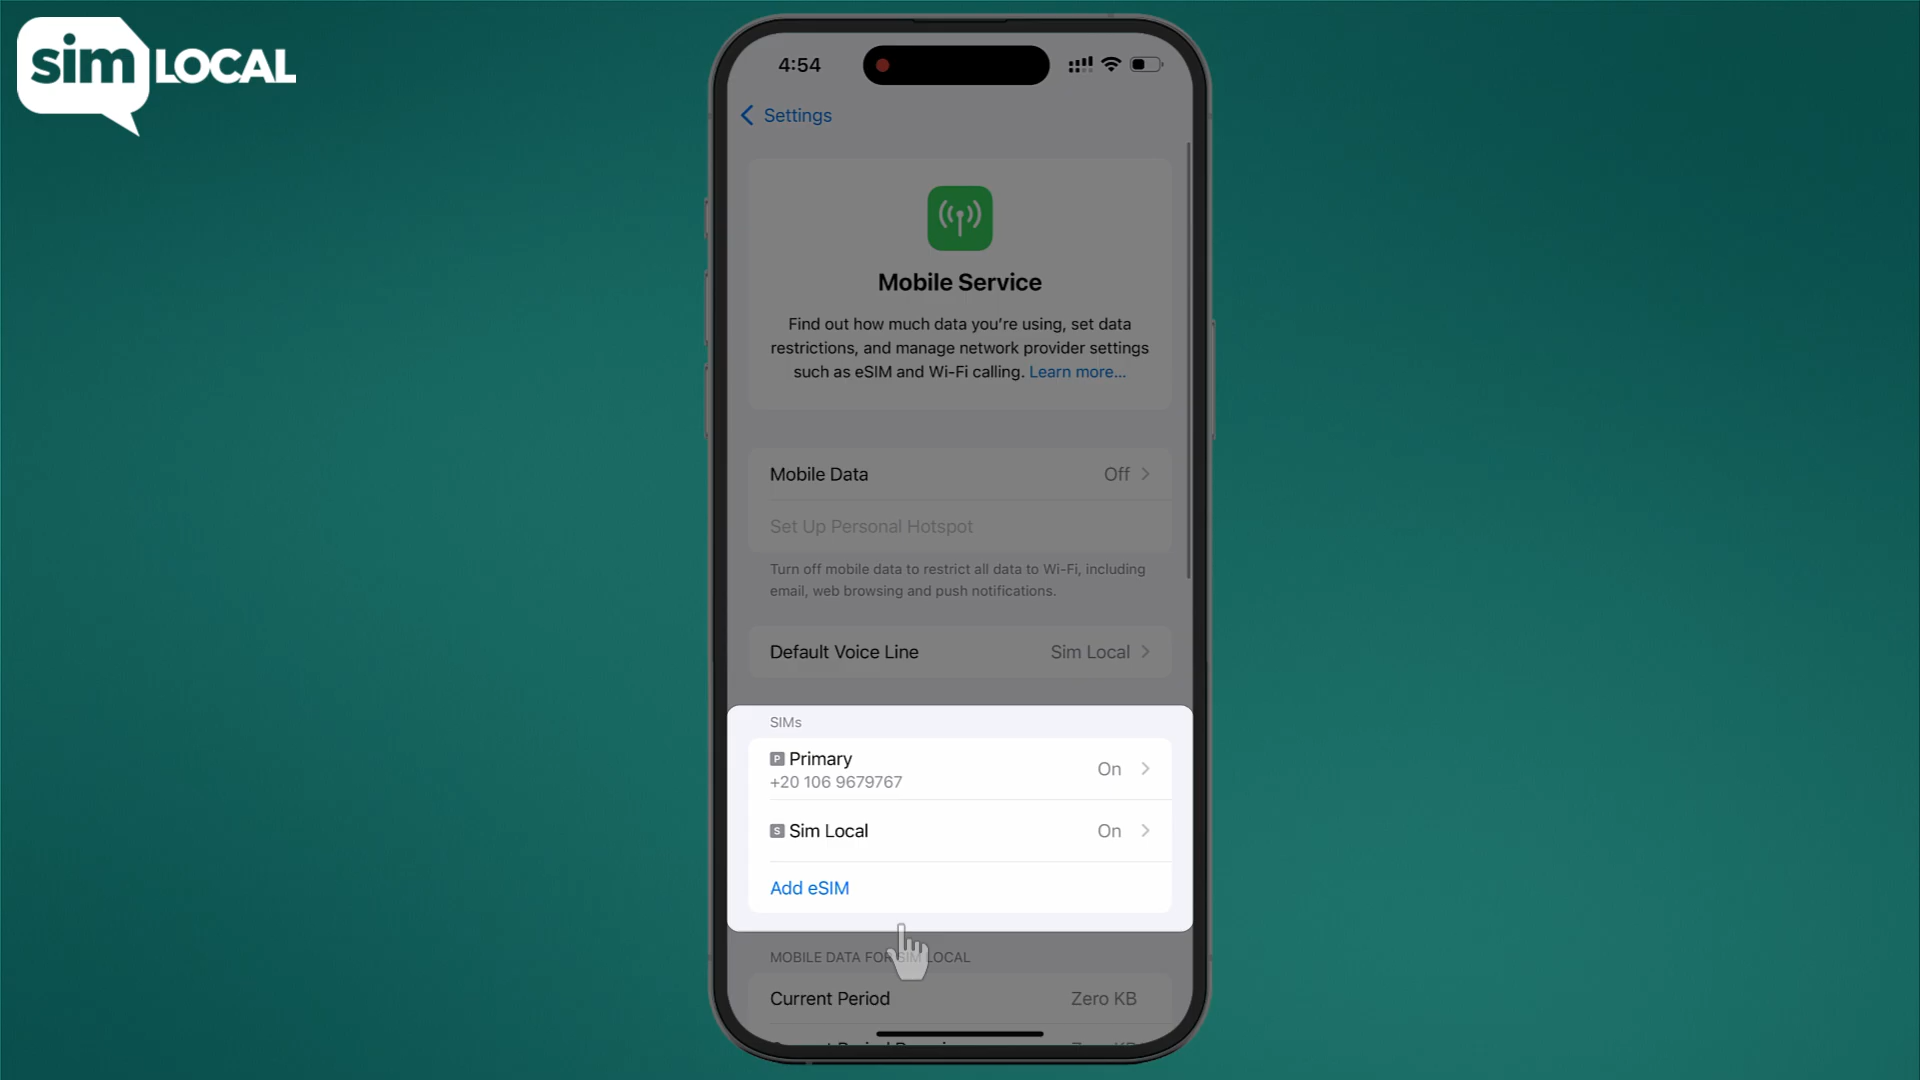 sim LOCAL
4:54
Settings
Mobile Service
Find out how much data you're using, set data
restrictions, and manage network provider settings
such as eSIM and Wi-Fi calling. Learn more...
Mobile Data Off
Set Up Personal Hotspot
Turn off mobile data to restrict all data to Wi-Fi, including
email, web browsing and push notifications.
Default Voice Line Sim Local
SIMs
P Primary On
+20 106 9679767
S Sim Local On
Add eSIM
MOBILE DATA FOR SIM LOCAL
Current Period Zero KB